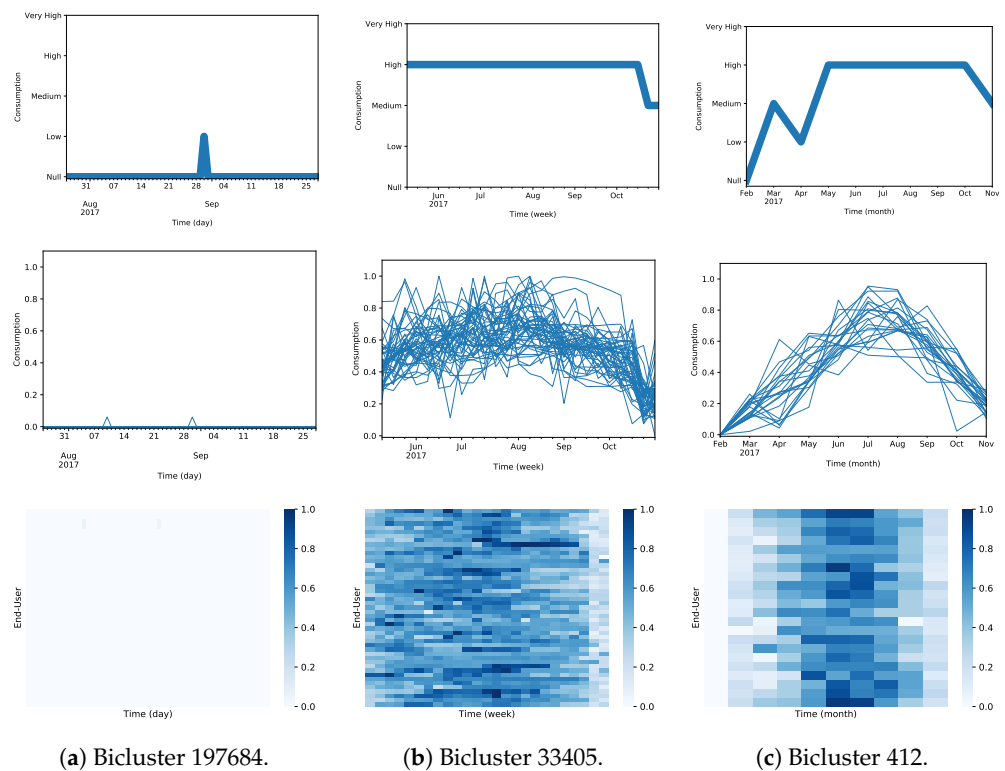 Very High
High
Medium
Low
Null
Consumption
31 07 14 21 28 04 11 18 25
Aug Sep
2017
Time (day)
Very High
High
Medium
Low
Null
Consumption
Jun Jul Aug Sep Oct
2017
Time (week)
Very High
High
Medium
Low
Null
Consumption
Feb Mar Apr May Jun Jul Aug Sep Oct Nov
2017
Time (month)
1.0
0.8
0.6
0.4
0.2
0.0
Consumption
31 07 14 21 28 04 11 18 25
Aug Sep
2017
Time (day)
1.0
0.8
0.6
0.4
0.2
0.0
Consumption
Jun Jul Aug Sep Oct
2017
Time (week)
1.0
0.8
0.6
0.4
0.2
0.0
Consumption
Feb Mar Apr May Jun Jul Aug Sep Oct Nov
2017
Time (month)
End-User
Time (day)
1.0
0.8
0.6
0.4
0.2
0.0
End-User
Time (week)
1.0
0.8
0.6
0.4
0.2
0.0
End-User
Time (month)
1.0
0.8
0.6
0.4
0.2
0.0
(a) Bicluster 197684.
(b) Bicluster 33405.
(c) Bicluster 412.